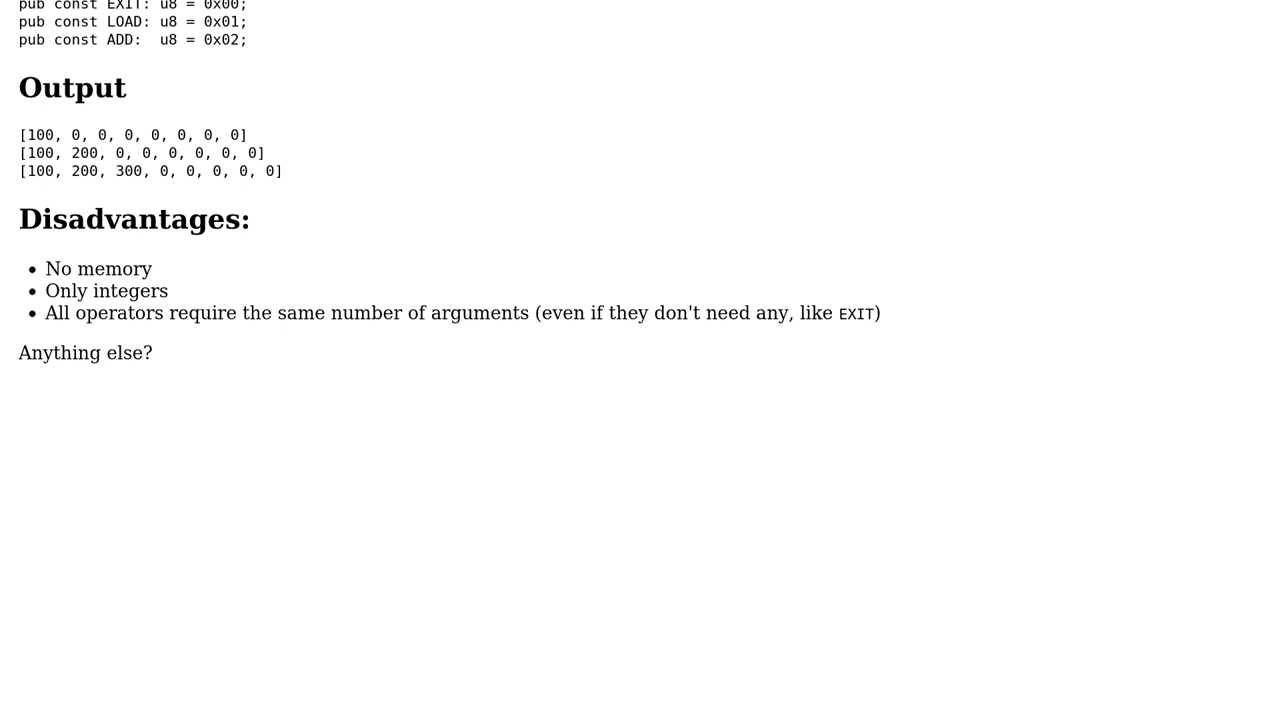 pub const EXIT: u8 = 0x00;
pub const LOAD: u8 = 0x01;
pub const ADD:  u8 = 0x02;
Output
[100, 0, 0, 0, 0, 0, 0, 0]
[100, 200, 0, 0, 0, 0, 0, 0]
[100, 200, 300, 0, 0, 0, 0, 0]
Disadvantages:
• No memory
• Only integers
• All operators require the same number of arguments (even if they don't need any, like EXIT)
Anything else?